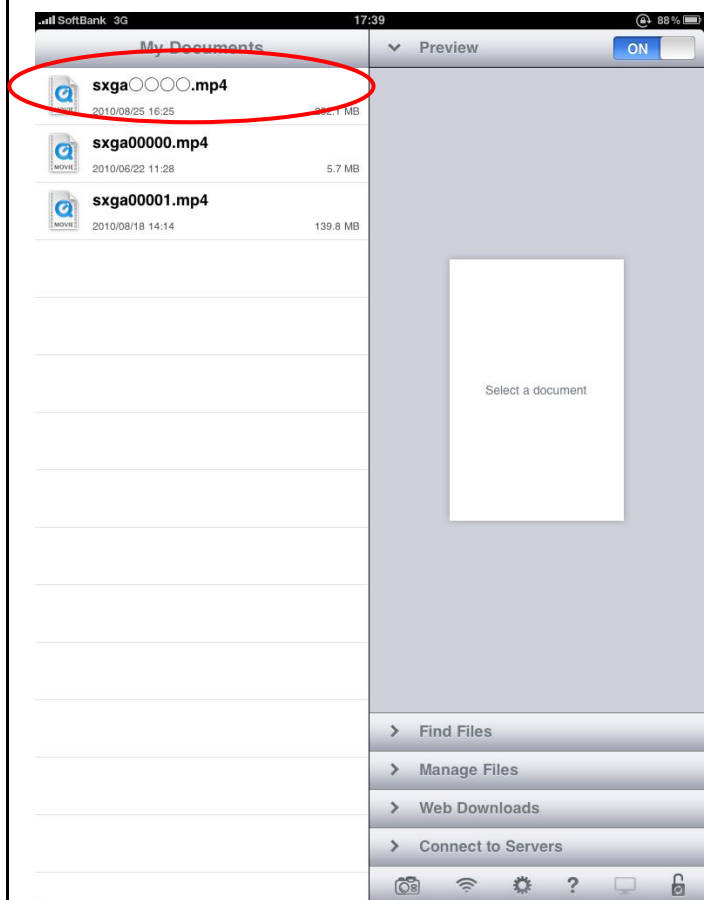 SoftBank 3G 17:39 88%
My Documents
Preview ON
sxga○○○○.mp4
2010/08/25 16:25
sxga00000.mp4
MOVIE 2010/06/22 11:28 5.7 MB
sxga00001.mp4
MOVIE 2010/08/18 14:14 139.8 MB
Select a document
Find Files
Manage Files
Web Downloads
Connect to Servers
?